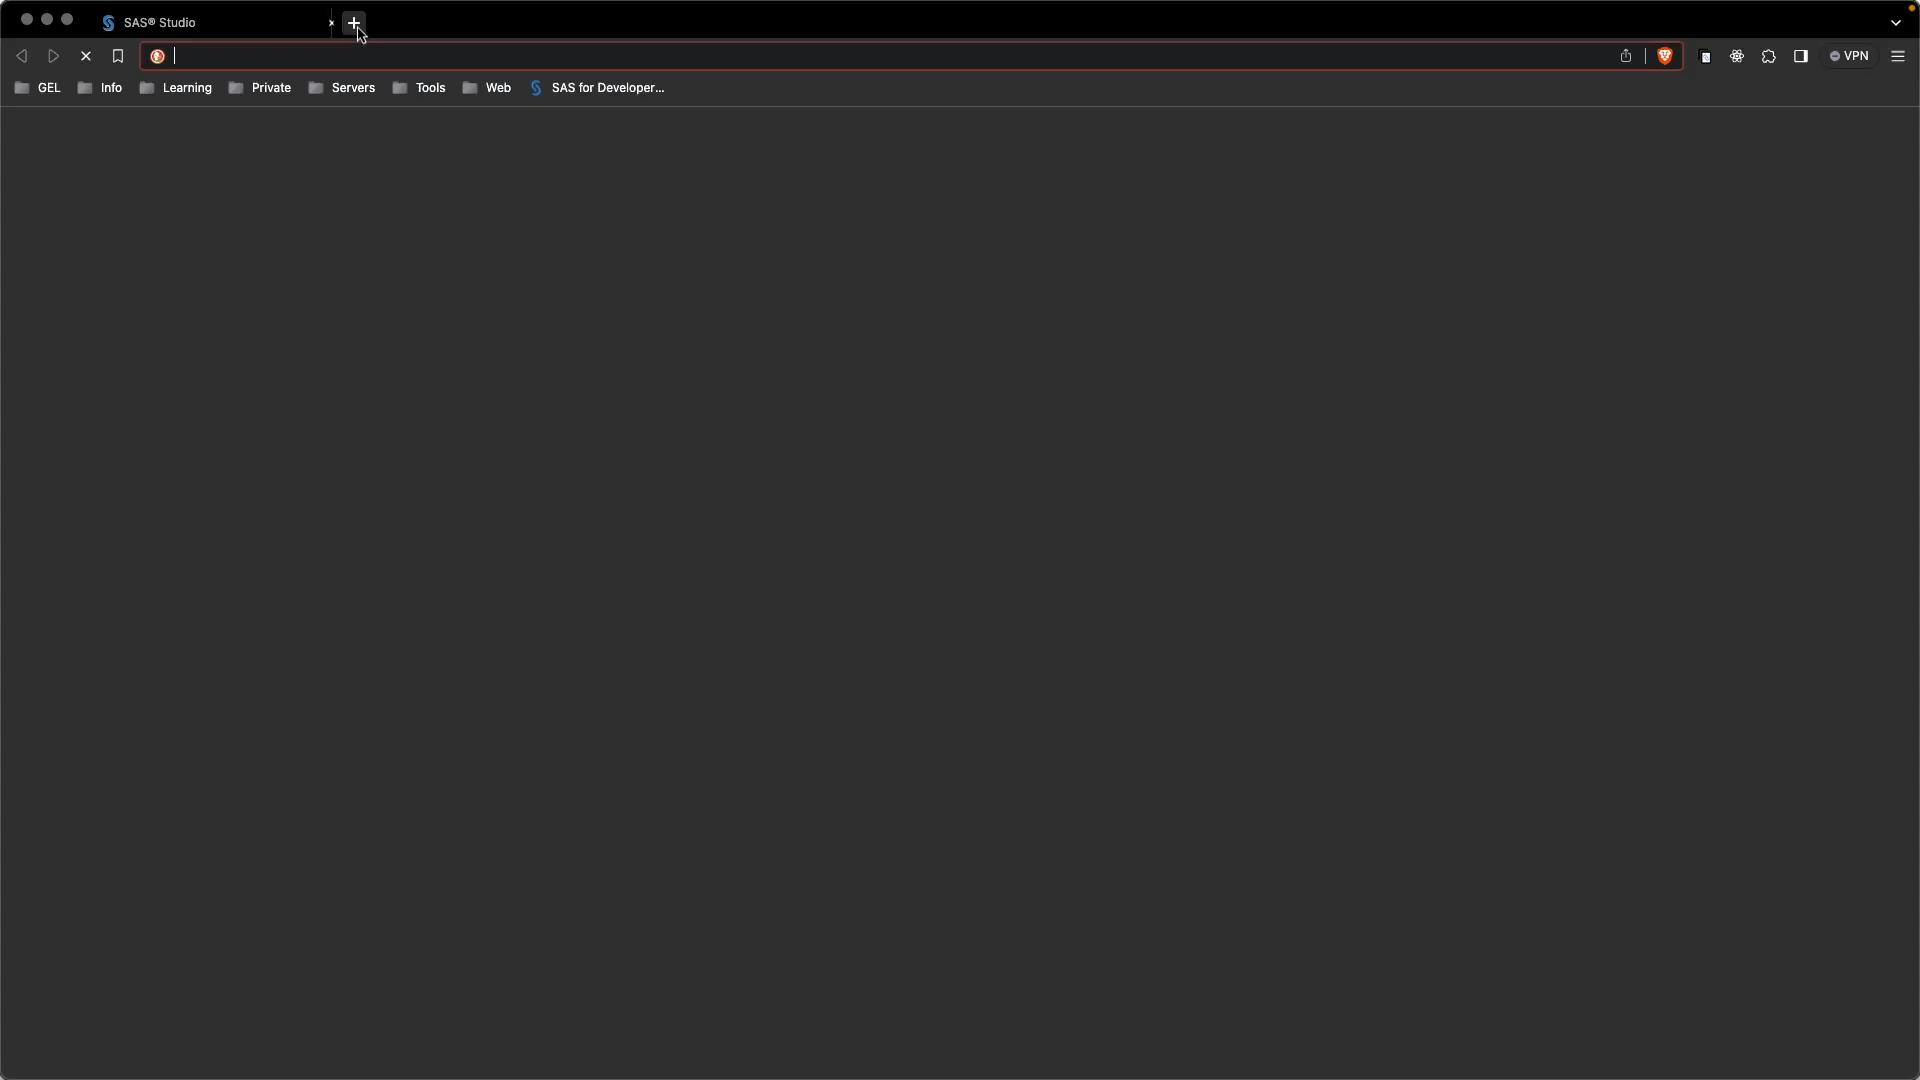 SAS® Studio
VPN
GEL Info Learning Private Servers Tools Web SAS for Developer...